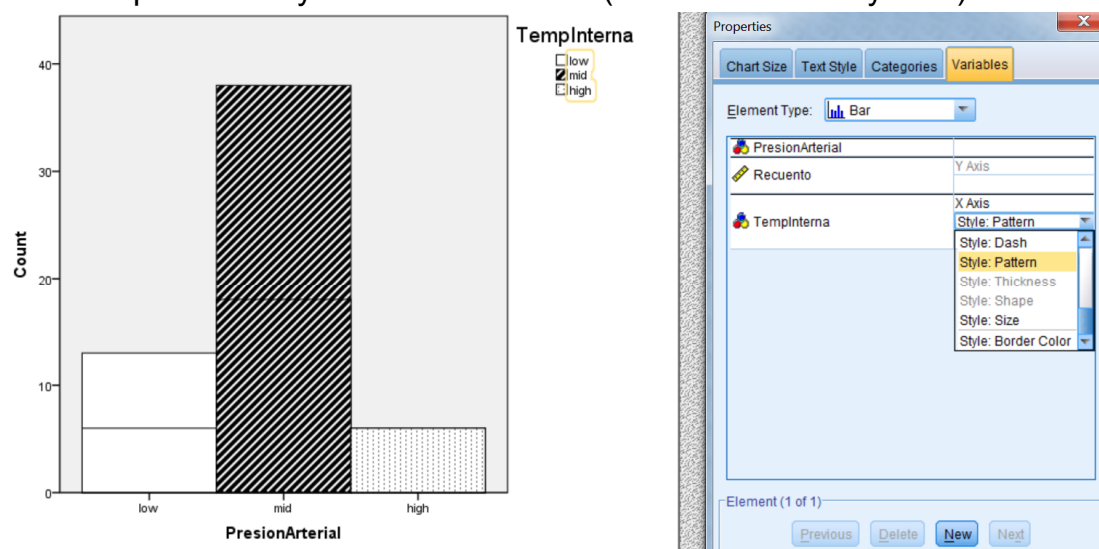 TempInterna
low
mid
high
40
30
20
10
0
Count
low mid high
PresionArterial
Properties
Chart Size Text Style Categories Variables
Element Type: Bar
PresionArterial
Recuento Y Axis
X Axis
TempInterna Style: Pattern
Style: Dash
Style: Pattern
Style: Thickness
Style: Shape
Style: Size
Style: Border Color
Element (1 of 1)
Previous Delete New Next